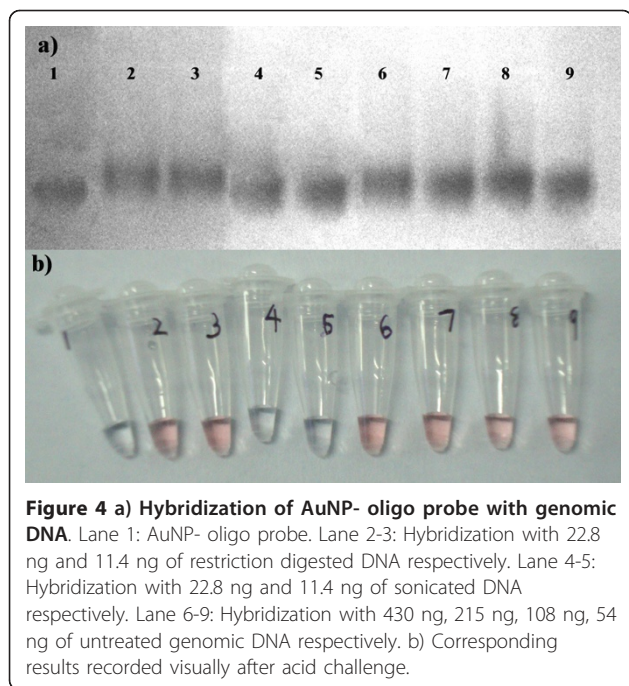 a)
1 2 3 4 5 6 7 8 9
b)
1 2 3 4 5 6 7 8 9
Figure 4 a) Hybridization of AuNP- oligo probe with genomic
DNA. Lane 1: AuNP- oligo probe. Lane 2-3: Hybridization with 22.8
ng and 11.4 ng of restriction digested DNA respectively. Lane 4-5:
Hybridization with 22.8 ng and 11.4 ng of sonicated DNA
respectively. Lane 6-9: Hybridization with 430 ng, 215 ng, 108 ng, 54
ng of untreated genomic DNA respectively. b) Corresponding
results recorded visually after acid challenge.